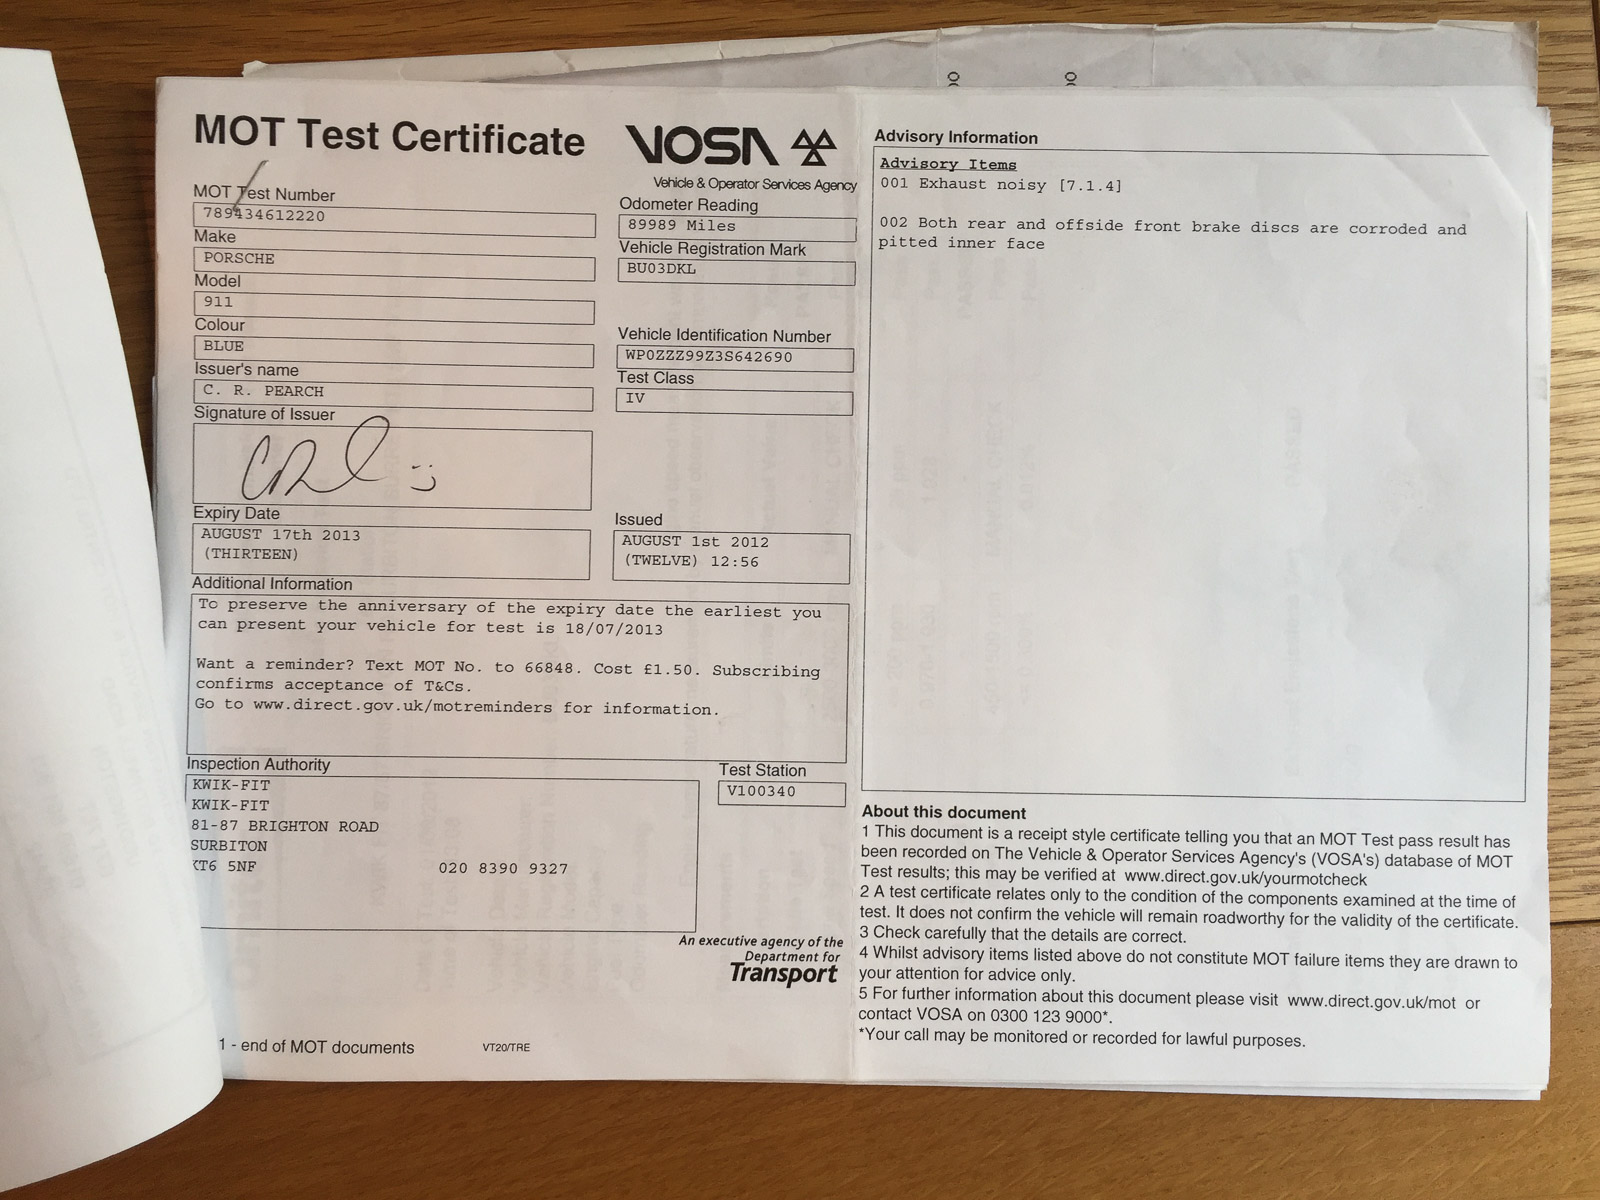 MOT Test Certificate
VOSA
Vehicle & Operator Services Agency
MOT Test Number
789434612220
Make
PORSCHE
Model
911
Colour
BLUE
Issuer's name
C. R. PEARCH
Signature of Issuer
Odometer Reading
89989 Miles
Vehicle Registration Mark
BU03DKL
Vehicle Identification Number
WP0ZZZ99Z3S642690
Test Class
IV
Expiry Date
AUGUST 17th 2013
(THIRTEEN)
Issued
AUGUST 1st 2012
(TWELVE) 12:56
Additional Information
To preserve the anniversary of the expiry date the earliest you
can present your vehicle for test is 18/07/2013
Want a reminder? Text MOT No. to 66848. Cost £1.50. Subscribing
confirms acceptance of T&Cs.
Go to www.direct.gov.uk/motreminders for information.
Inspection Authority
KWIK-FIT
KWIK-FIT
81-87 BRIGHTON ROAD
SURBITON
KT6 5NF 020 8390 9327
Test Station
V100340
An executive agency of the
Department for
Transport
1 - end of MOT documents VT20/TRE
Advisory Information
Advisory Items
001 Exhaust noisy [7.1.4]
002 Both rear and offside front brake discs are corroded and
pitted inner face
About this document
1 This document is a receipt style certificate telling you that an MOT Test pass result has
been recorded on The Vehicle & Operator Services Agency's (VOSA's) database of MOT
Test results; this may be verified at www.direct.gov.uk/yourmotcheck
2 A test certificate relates only to the condition of the components examined at the time of
test. It does not confirm the vehicle will remain roadworthy for the validity of the certificate.
3 Check carefully that the details are correct.
4 Whilst advisory items listed above do not constitute MOT failure items they are drawn to
your attention for advice only.
5 For further information about this document please visit www.direct.gov.uk/mot or
contact VOSA on 0300 123 9000*.
*Your call may be monitored or recorded for lawful purposes.